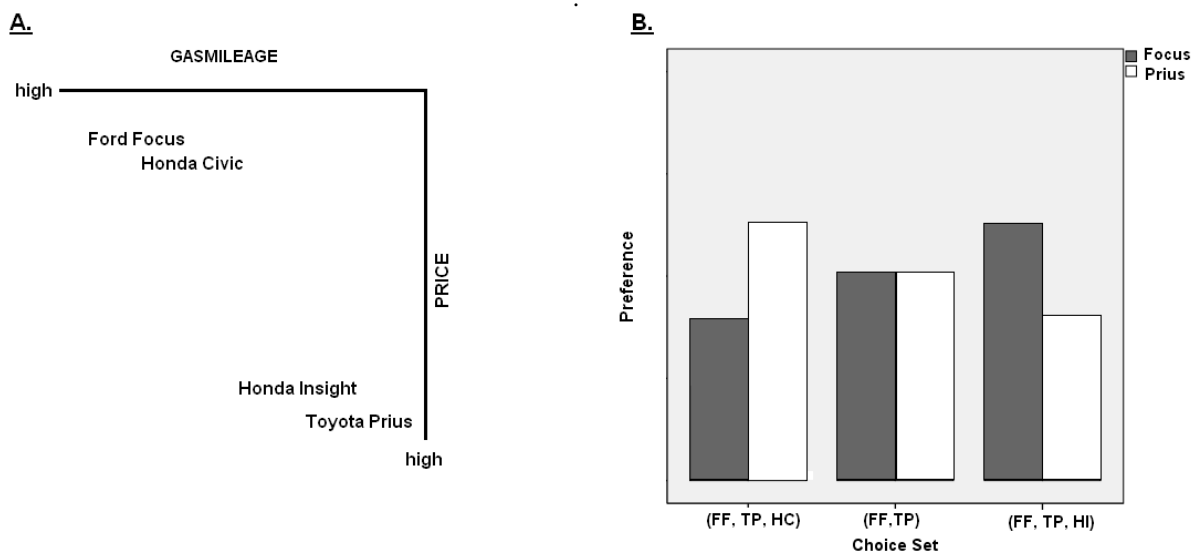 A.
GASMILEAGE
high
Ford Focus
Honda Civic
PRICE
Honda Insight
Toyota Prius
high
B.
Focus
Prius
Preference
(FF, TP, HC)
(FF,TP)
(FF, TP, HI)
Choice Set